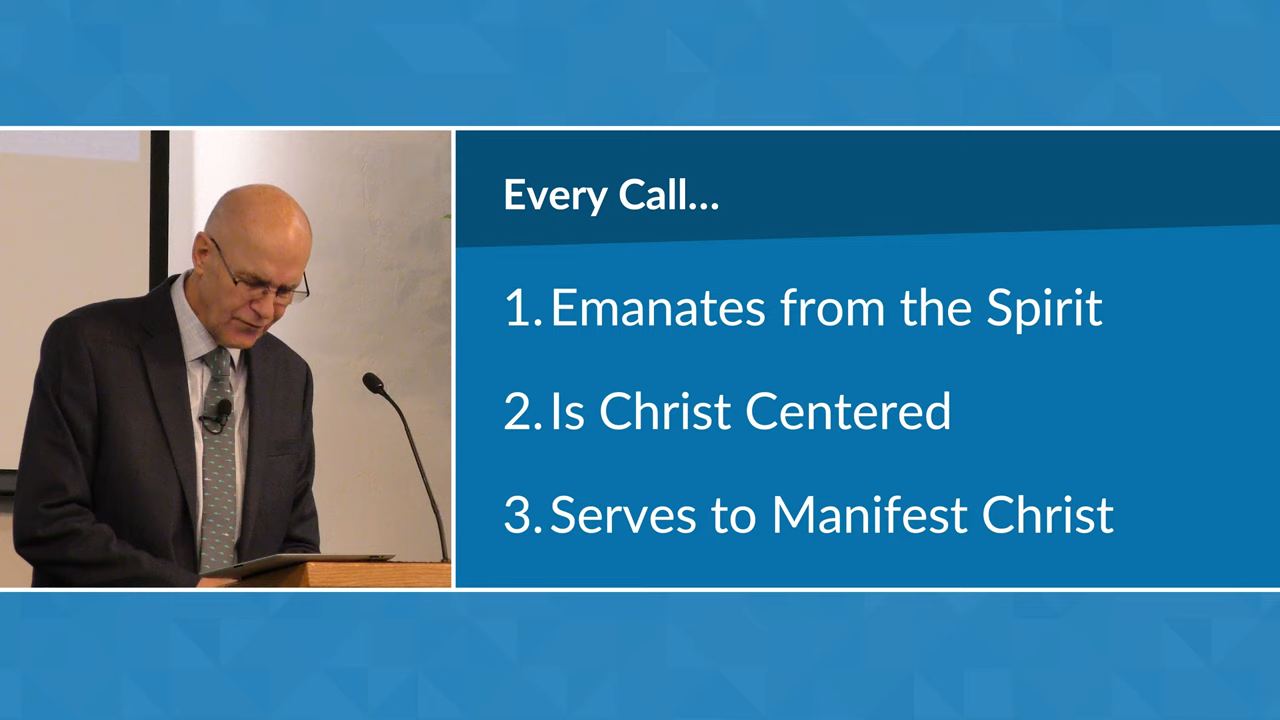 Every Call...
1. Emanates from the Spirit
2. Is Christ Centered
3. Serves to Manifest Christ